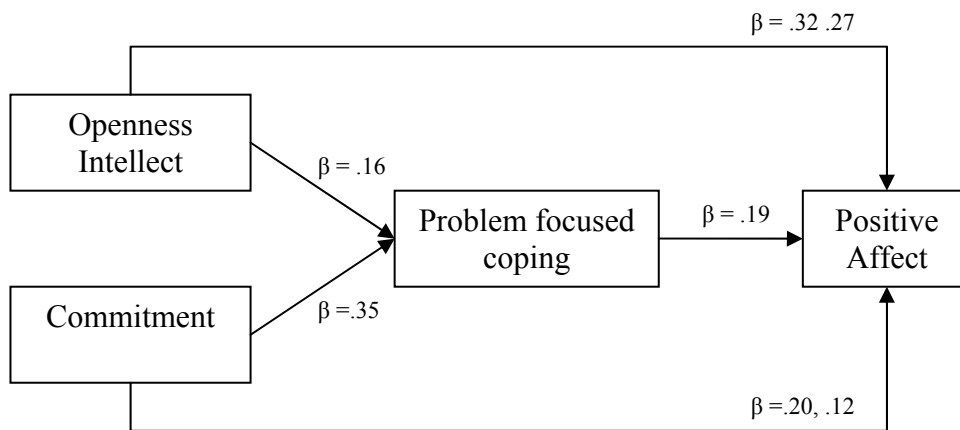 β = .32 .27
Openness
Intellect
β = .16
Problem focused
coping
β = .19
Positive
Affect
Commitment
β =.35
β =.20, .12